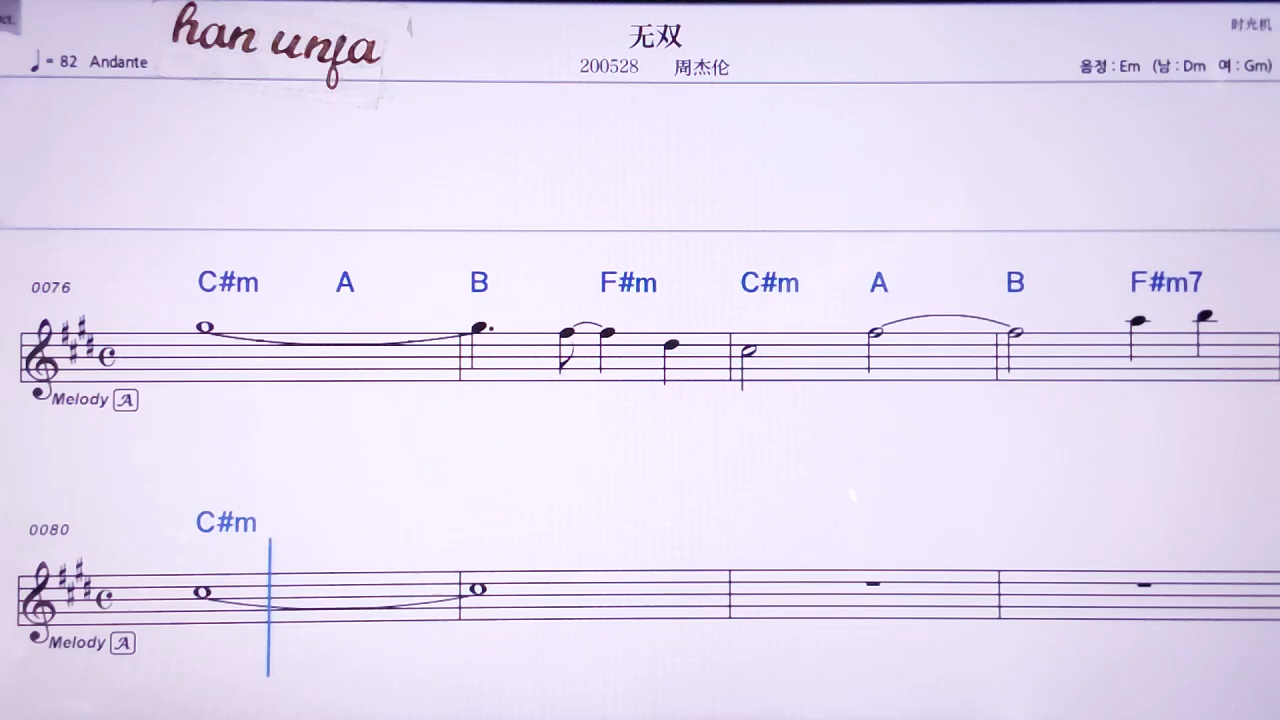 han unfa
无双
时光机
♩= 82 Andante
200528 周杰伦
음정 : Em (남 : Dm 여 : Gm)
C#m A B F#m C#m A B F#m7
0076
Melody A
C#m
0080
Melody A